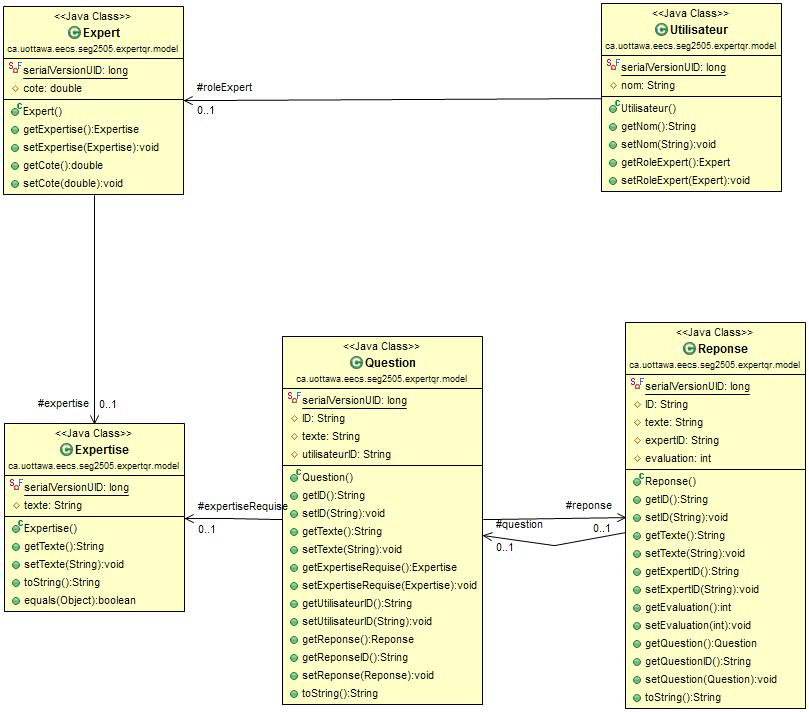 <<Java Class>>
Expert
ca.uottawa.eecs.seg2505.expertqr.model
serialVersionUID: long
cote: double
Expert()
getExpertise():Expertise
setExpertise(Expertise):void
getCote():double
setCote(double):void
#roleExpert
0..1
<<Java Class>>
Utilisateur
ca.uottawa.eecs.seg2505.expertqr.model
serialVersionUID: long
nom: String
Utilisateur()
getNom():String
setNom(String):void
getRoleExpert():Expert
setRoleExpert(Expert):void
#expertise
0..1
<<Java Class>>
Expertise
ca.uottawa.eecs.seg2505.expertqr.model
serialVersionUID: long
texte: String
Expertise()
getTexte():String
setTexte(String):void
toString():String
equals(Object):boolean
#expertiseRequise
0..1
<<Java Class>>
Question
ca.uottawa.eecs.seg2505.expertqr.model
serialVersionUID: long
ID: String
texte: String
utilisateurID: String
Question()
getID():String
setID(String):void
getTexte():String
setTexte(String):void
getExpertiseRequise():Expertise
setExpertiseRequise(Expertise):void
getUtilisateurID():String
setUtilisateurID(String):void
getReponse():Reponse
getReponseID():String
setReponse(Reponse):void
toString():String
#reponse
0..1
#question
0..1
<<Java Class>>
Reponse
ca.uottawa.eecs.seg2505.expertqr.model
serialVersionUID: long
ID: String
texte: String
expertID: String
evaluation: int
Reponse()
getID():String
setID(String):void
getTexte():String
setTexte(String):void
getExpertID():String
setExpertID(String):void
getEvaluation():int
setEvaluation(int):void
getQuestion():Question
getQuestionID():String
setQuestion(Question):void
toString():String